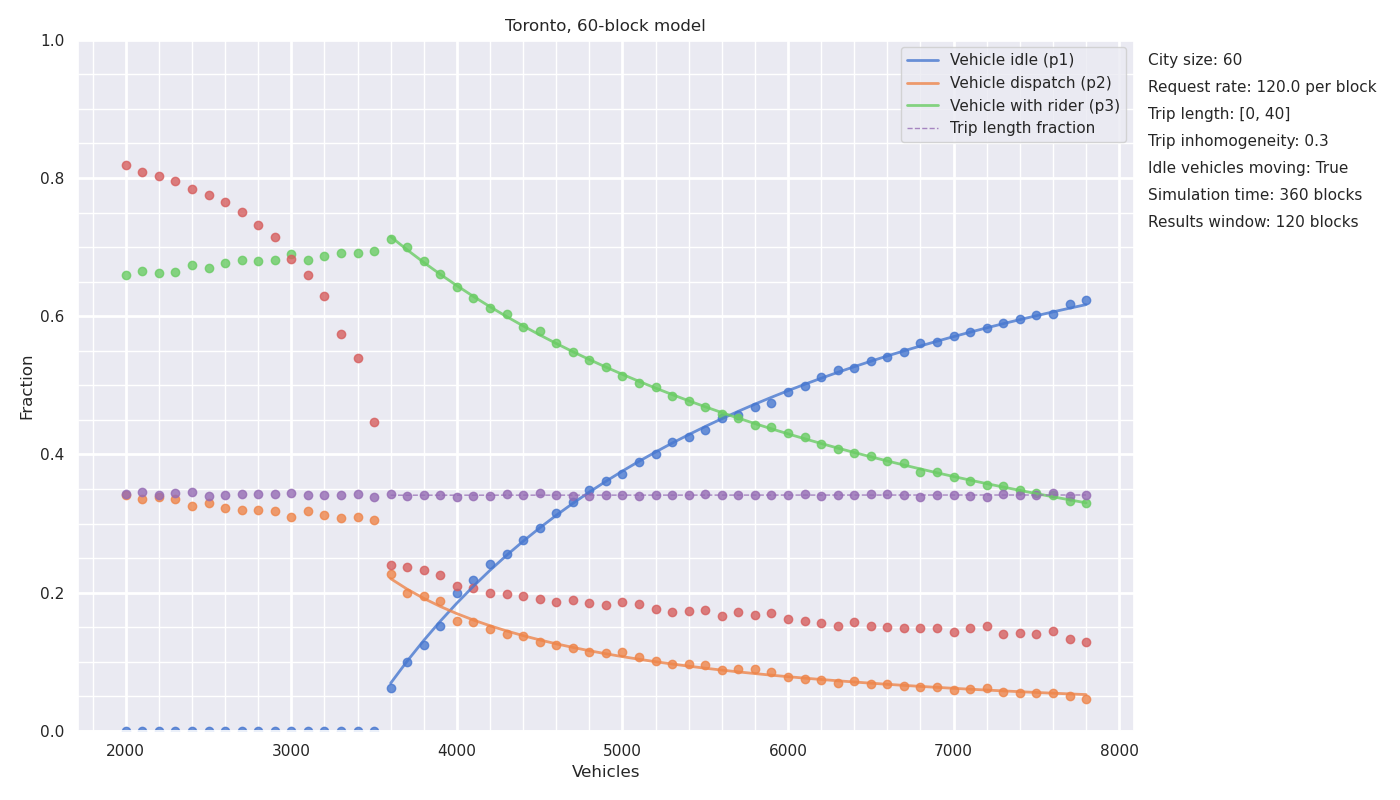 Toronto, 60-block model
1.0
0.8
0.6
0.4
0.2
0.0
Fraction
2000
3000
4000
5000
6000
7000
8000
Vehicles
Vehicle idle (p1)
Vehicle dispatch (p2)
Vehicle with rider (p3)
Trip length fraction
City size: 60
Request rate: 120.0 per block
Trip length: [0, 40]
Trip inhomogeneity: 0.3
Idle vehicles moving: True
Simulation time: 360 blocks
Results window: 120 blocks